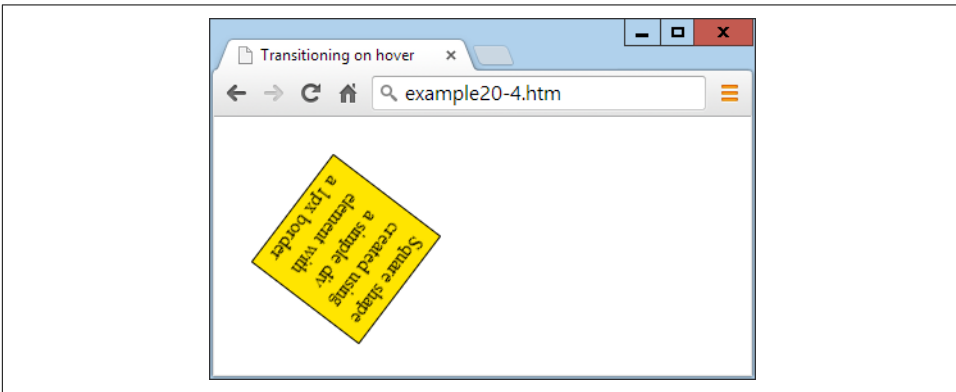 Transitioning on hover
example20-4.htm
Square shape
created using
a simple div
element with
a 1px border